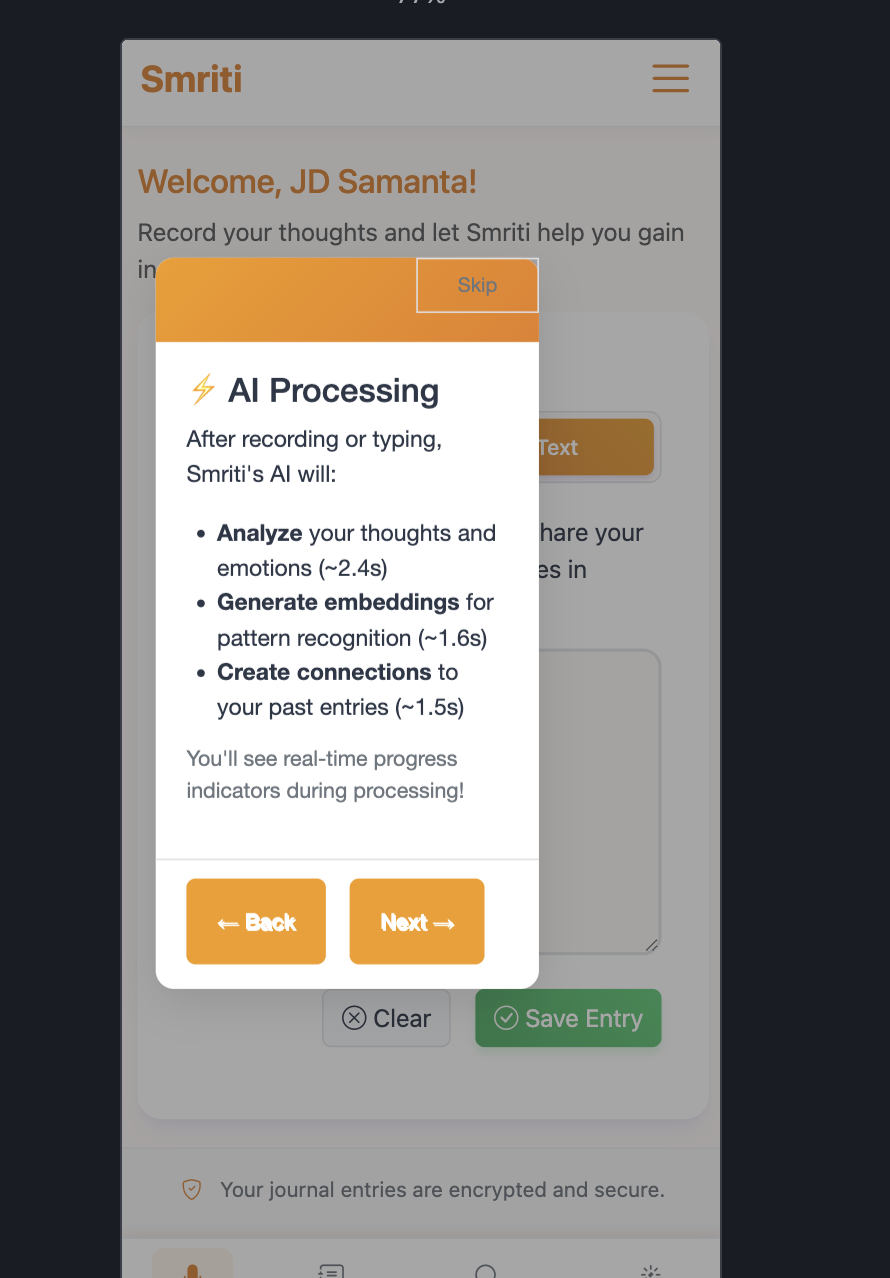 Smriti
Welcome, JD Samanta!
Record your thoughts and let Smriti help you gain
in
Skip
⚡ AI Processing
After recording or typing,
Smriti's AI will:
• Analyze your thoughts and
emotions (~2.4s)
• Generate embeddings for
pattern recognition (~1.6s)
• Create connections to
your past entries (~1.5s)
You'll see real-time progress
indicators during processing!
← Back
Next →
Text
hare your
es in
Clear
Save Entry
Your journal entries are encrypted and secure.